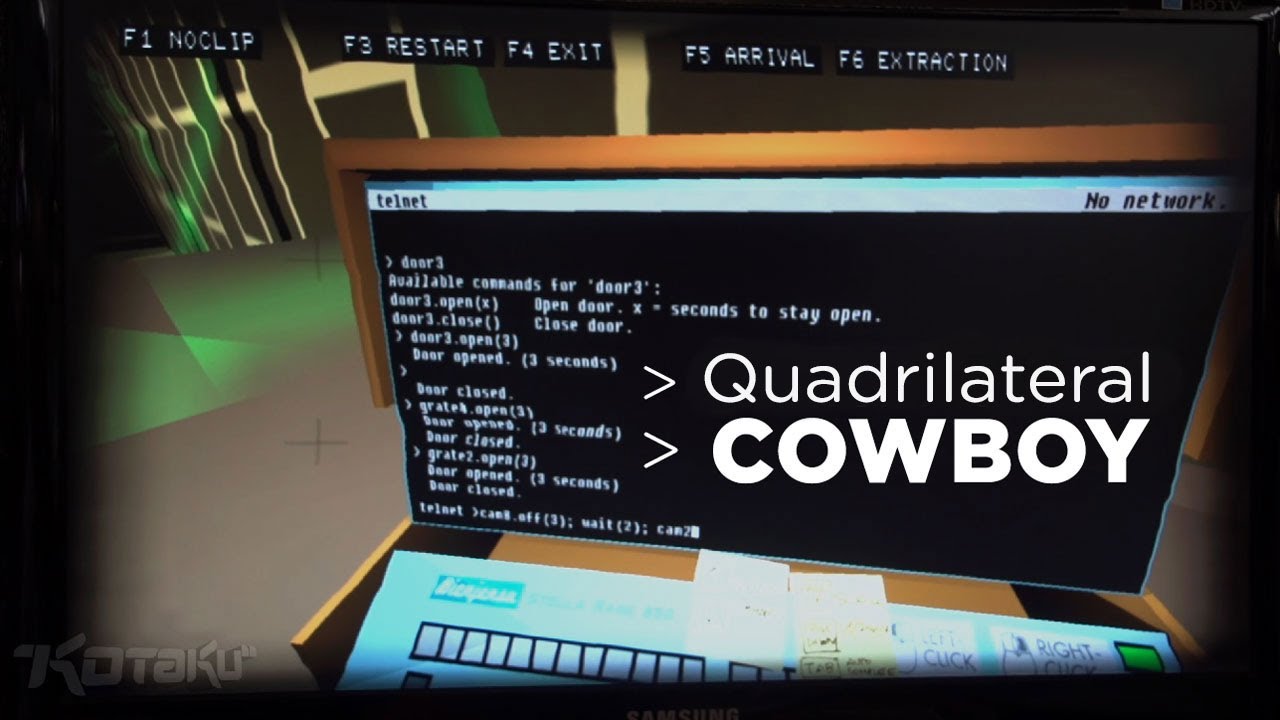 F1 NOCLIP F3 RESTART F4 EXIT F5 ARRIVAL F6 EXTRACTION
telnet No network.
> door3
Available commands for 'door3':
door3.open(x) Open door. x = seconds to stay open.
door3.close() Close door.
> door3.open(3)
Door opened. (3 seconds)
>
Door closed.
> grate4.open(3)
Door opened. (3 seconds)
Door closed.
> grate2.open(3)
Door opened. (3 seconds)
Door closed.
telnet >cam8.off(3); wait(2); cam2
> Quadrilateral
> COWBOY
LEFT-
CLICK
RIGHT-
CLICK
TAB
KOTAKU
SAMSUNG